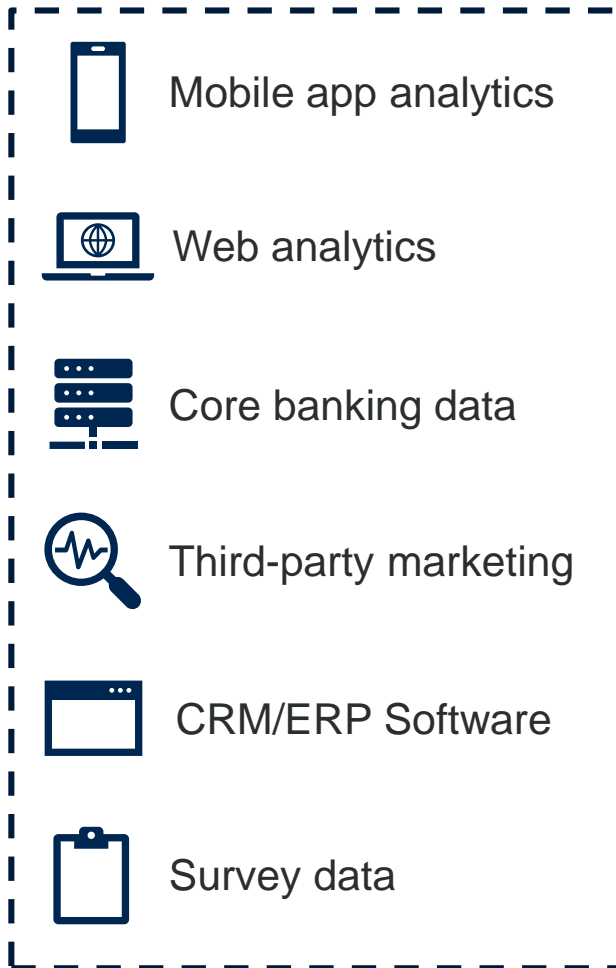 Mobile app analytics
Web analytics
Core banking data
Third-party marketing
CRM/ERP Software
Survey data